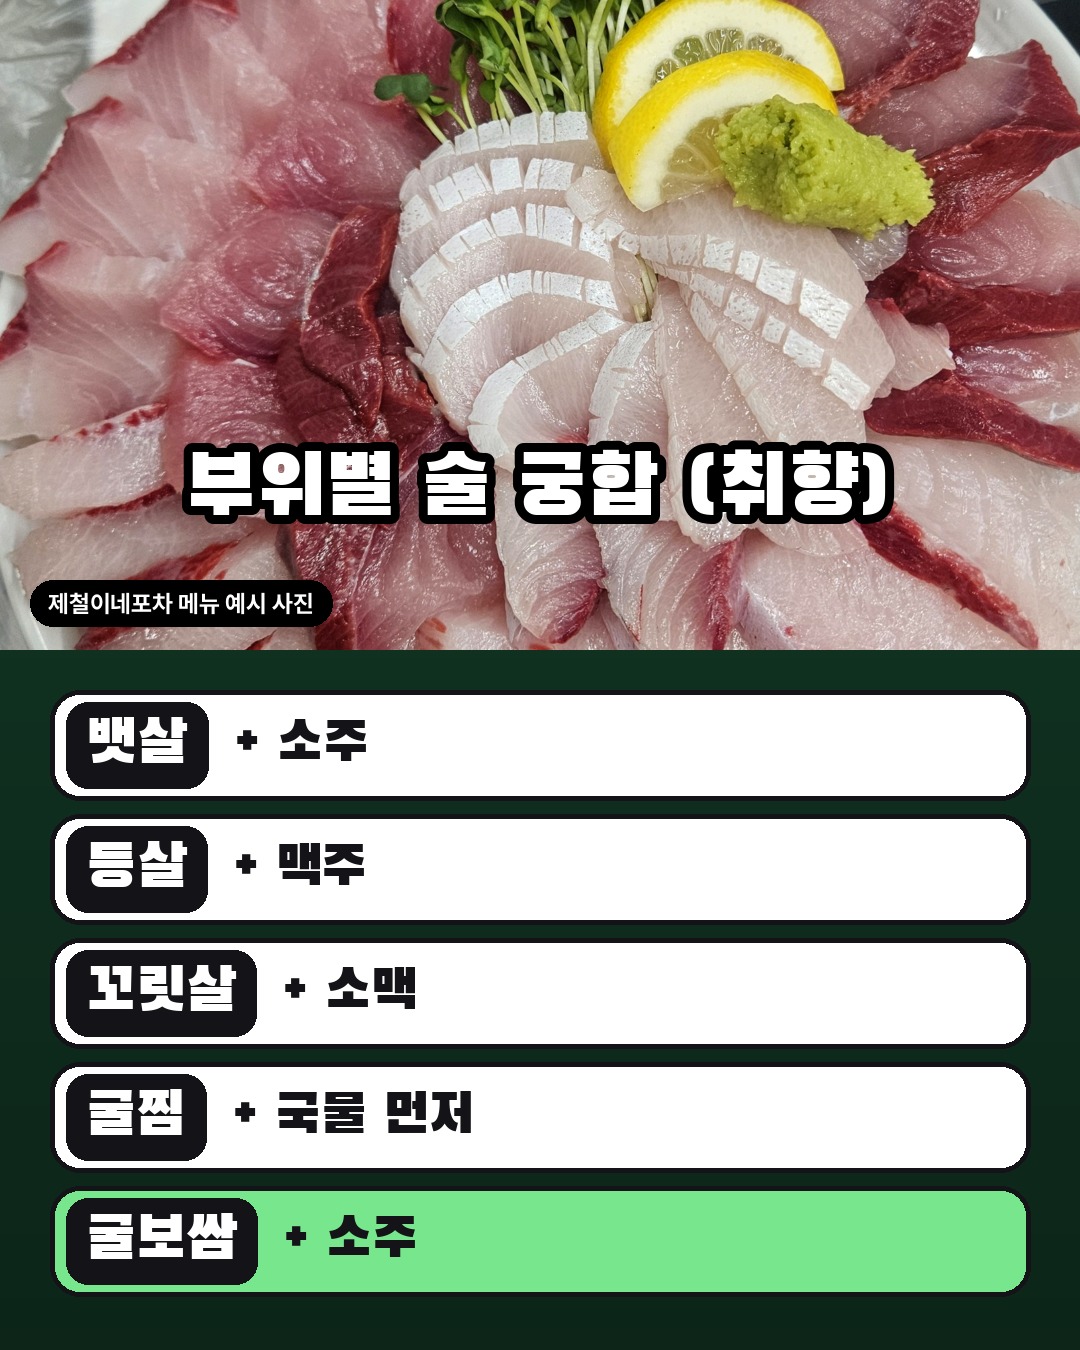 부위별 술 궁합 (취향)
제철이네포차 메뉴 예시 사진
뱃살 + 소주
등살 + 맥주
꼬릿살 + 소맥
굴찜 + 국물 먼저
굴보쌈 + 소주